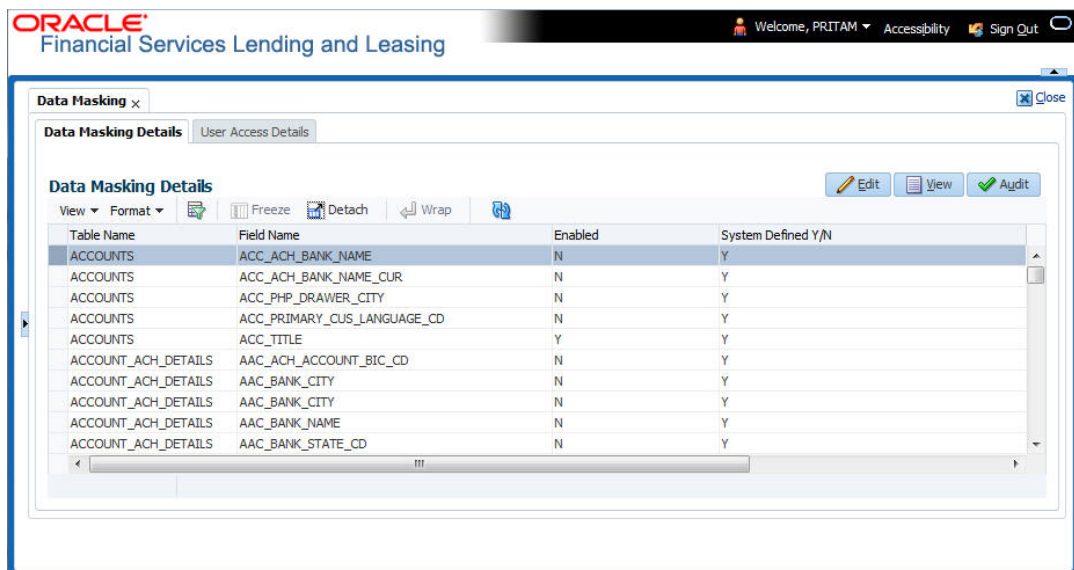 ORACLE®
Financial Services Lending and Leasing
Welcome, PRITAM Accessibility Sign Out
Data Masking × Close
Data Masking Details User Access Details
Data Masking Details Edit View Audit
View Format Freeze Detach Wrap
Table Name Field Name Enabled System Defined Y/N
ACCOUNTS ACC_ACH_BANK_NAME N Y
ACCOUNTS ACC_ACH_BANK_NAME_CUR N Y
ACCOUNTS ACC_PHP_DRAWER_CITY N Y
ACCOUNTS ACC_PRIMARY_CUS_LANGUAGE_CD N Y
ACCOUNTS ACC_TITLE Y Y
ACCOUNT_ACH_DETAILS AAC_ACH_ACCOUNT_BIC_CD N Y
ACCOUNT_ACH_DETAILS AAC_BANK_CITY N Y
ACCOUNT_ACH_DETAILS AAC_BANK_CITY N Y
ACCOUNT_ACH_DETAILS AAC_BANK_NAME N Y
ACCOUNT_ACH_DETAILS AAC_BANK_STATE_CD N Y